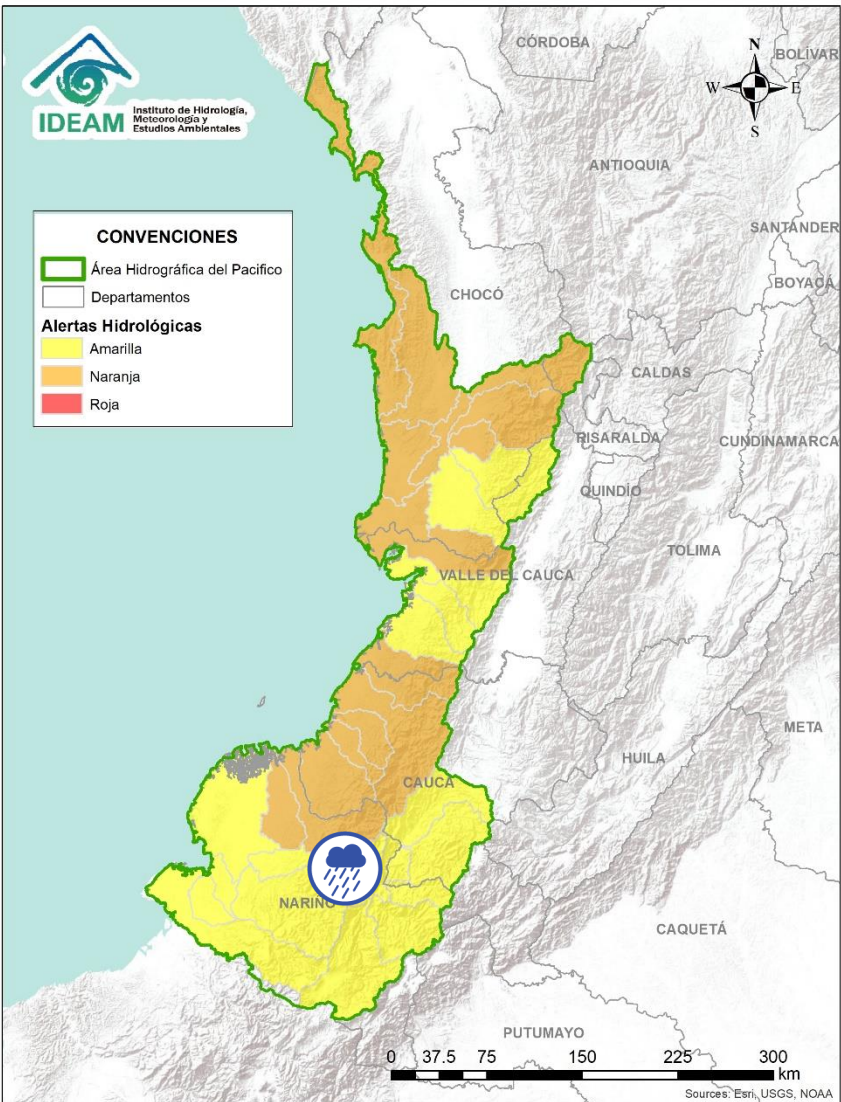 IDEAM
Instituto de Hidrología,
Meteorología y
Estudios Ambientales
N
W
E
S
CÓRDOBA
BOLÍVAR
ANTIOQUIA
SANTANDER
BOYACÁ
CHOCÓ
CONVENCIONES
Área Hidrográfica del Pacifico
Departamentos
Alertas Hidrológicas
Amarilla
Naranja
Roja
CALDAS
RISARALDA
CUNDINAMARCA
QUINDÍO
TOLIMA
VALLE DEL CAUCA
META
HUILA
CAUCA
NARIÑO
CAQUETÁ
PUTUMAYO
0 37.5 75 150 225 300
km
Sources: Esri, USGS, NOAA